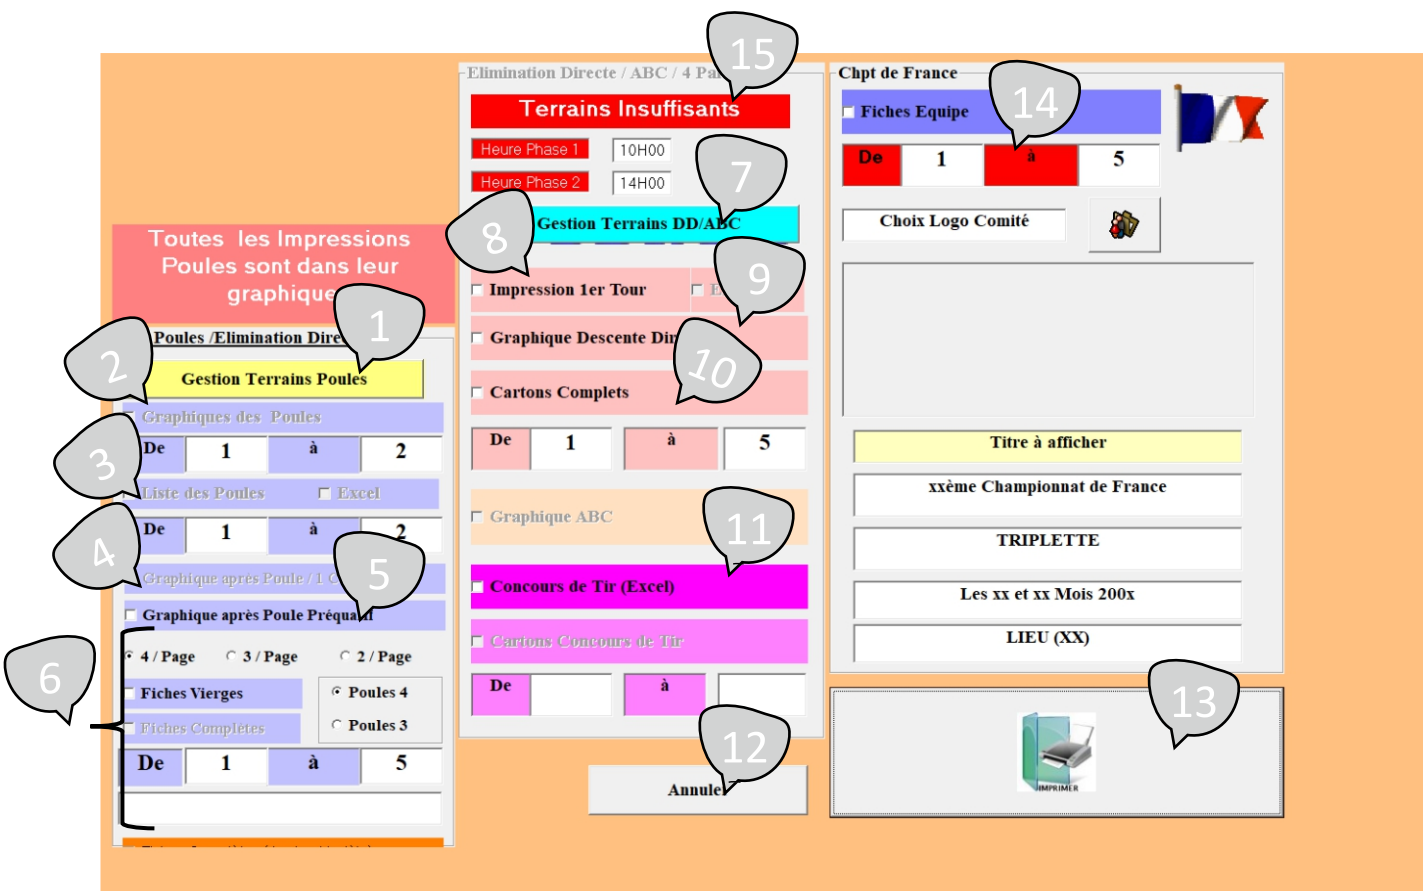 Toutes les Impressions
Poules sont dans leur
graphique
1
Poules /Elimination
2
Gestion Terrains Poules
Graphiques des Poules
3
De 1 à 2
Liste des Poules Excel
4
De 1 à 2
5
Graphique après Poule / 1
Graphique après Poule
6
4 / Page 3 / Page 2 / Page
Fiches Vierges Poules 4
Fiches Complètes Poules 3
De 1 à 5
Elimination Directe / ABC / 4
15
Terrains Insuffisants
Heure Phase 1 10H00
Heure Phase 2 14H00
7
8
Gestion Terrains DD/ABC
9
Impression 1er Tour
Graphique Descente
10
Cartons Complets
De 1 à 5
11
Graphique ABC
Concours de Tir (Excel)
Cartons Concours de Tir
De à
12
Annuler
Chpt de France
14
Fiches Equipe
De 1 à 5
Choix Logo Comité
Titre à afficher
xxème Championnat de France
TRIPLETTE
Les xx et xx Mois 200x
LIEU (XX)
13
IMPRIMER